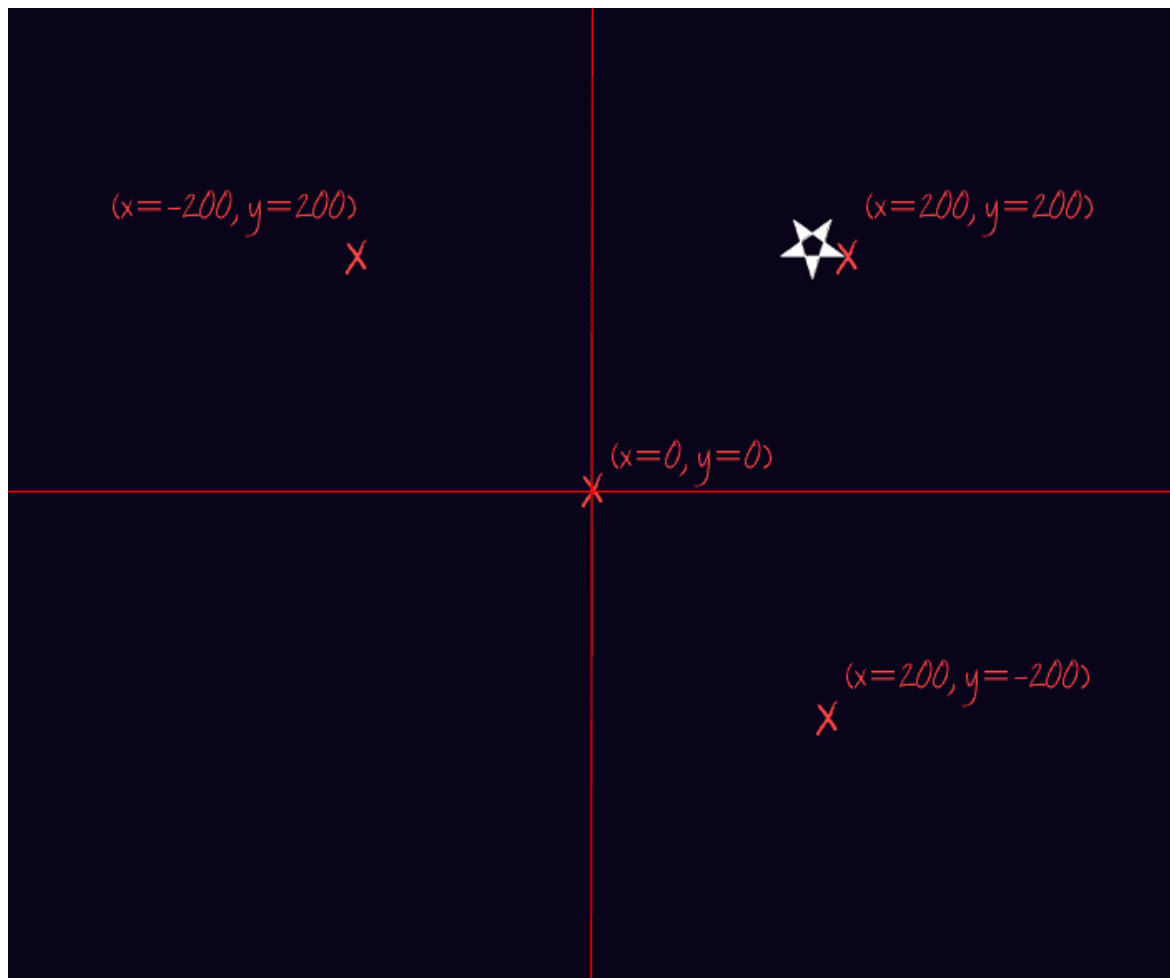 (x=-200, y=200)
(x=200, y=200)
X
X
(x=0, y=0)
X
(x=200, y=-200)
X